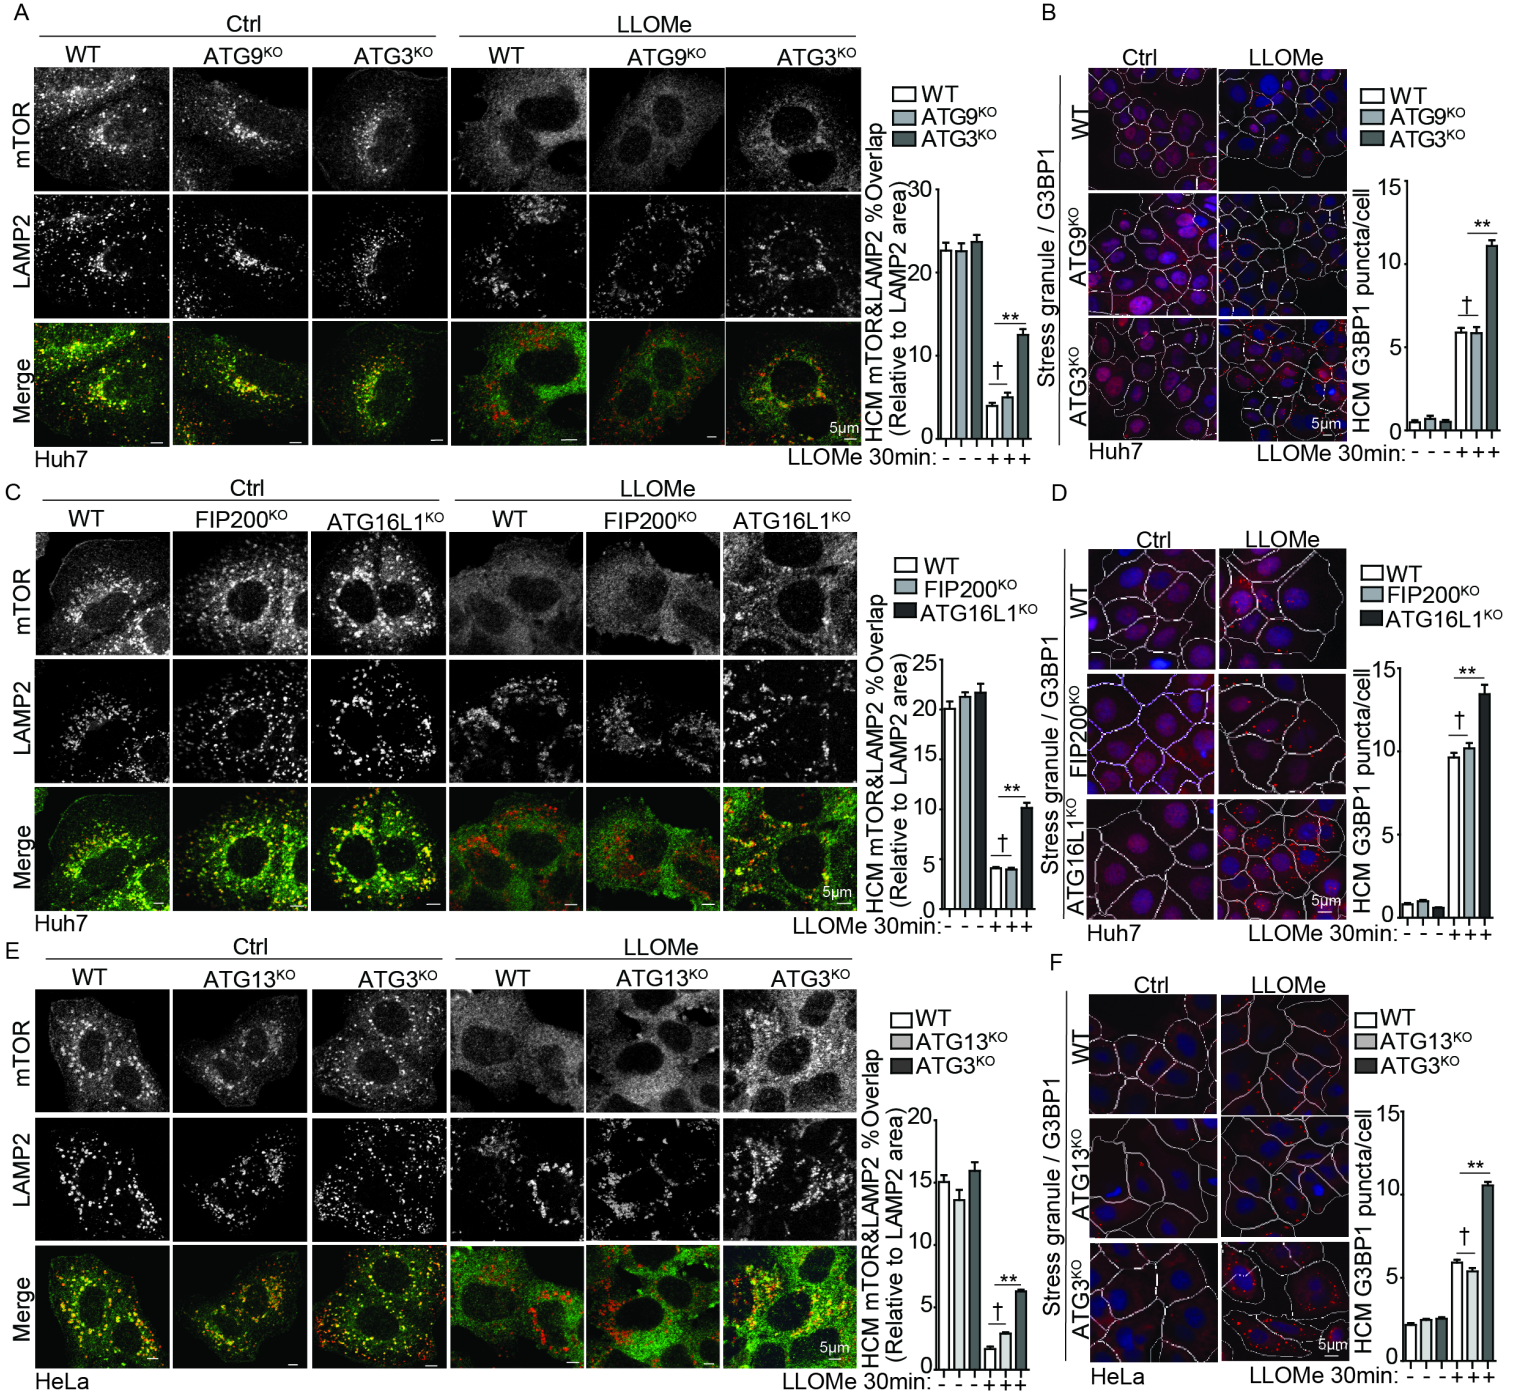 A
Ctrl
LLOMe
WT
ATG9KO
ATG3KO
WT
ATG9KO
ATG3KO
mTOR
LAMP2
Merge
5µm
Huh7
WT
ATG9KO
ATG3KO
HCM mTOR&LAMP2 %Overlap
(Relative to LAMP2 area)
30
20
10
0
**
†
LLOMe 30min:
- - - + + +
B
Ctrl
LLOMe
Stress granule / G3BP1
WT
ATG9KO
ATG3KO
5µm
Huh7
WT
ATG9KO
ATG3KO
HCM G3BP1 puncta/cell
15
10
5
0
**
†
LLOMe 30min:
- - - + + +
C
Ctrl
LLOMe
WT
FIP200KO
ATG16L1KO
WT
FIP200KO
ATG16L1KO
mTOR
LAMP2
Merge
5µm
Huh7
WT
FIP200KO
ATG16L1KO
HCM mTOR&LAMP2 %Overlap
(Relative to LAMP2 area)
25
20
15
10
5
0
**
†
LLOMe 30min:
- - - + + +
D
Ctrl
LLOMe
Stress granule / G3BP1
WT
FIP200KO
ATG16L1KO
5µm
Huh7
WT
FIP200KO
ATG16L1KO
HCM G3BP1 puncta/cell
15
10
5
0
**
†
LLOMe 30min:
- - - + + +
E
Ctrl
LLOMe
WT
ATG13KO
ATG3KO
WT
ATG13KO
ATG3KO
mTOR
LAMP2
Merge
5µm
HeLa
WT
ATG13KO
ATG3KO
HCM mTOR&LAMP2 %Overlap
(Relative to LAMP2 area)
20
15
10
5
0
**
†
LLOMe 30min:
- - - + + +
F
Ctrl
LLOMe
Stress granule / G3BP1
WT
ATG13KO
ATG3KO
5µm
HeLa
WT
ATG13KO
ATG3KO
HCM G3BP1 puncta/cell
15
10
5
0
**
†
LLOMe 30min:
- - - + + +